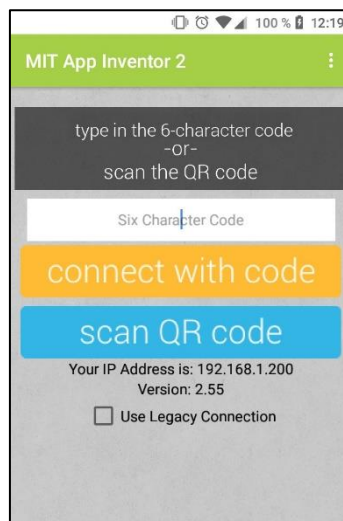 100 % 12:19
MIT App Inventor 2
type in the 6-character code
-or-
scan the QR code
Six Character Code
connect with code
scan QR code
Your IP Address is: 192.168.1.200
Version: 2.55
Use Legacy Connection